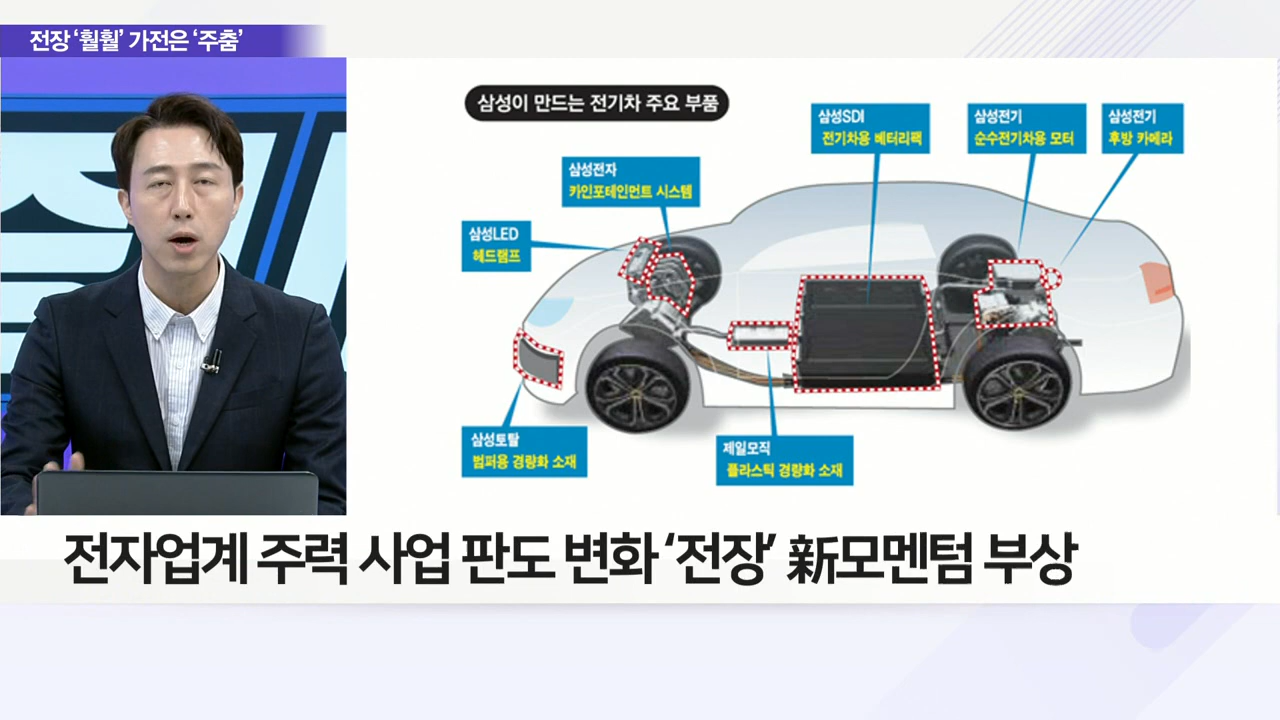 전장 ‘훨훨’ 가전은 ‘주춤’
삼성이 만드는 전기차 주요 부품
삼성SDI
전기차용 베터리팩
삼성전기
순수전기차용 모터
삼성전기
후방 카메라
삼성전자
카인포테인먼트 시스템
삼성LED
헤드램프
삼성토탈
범퍼용 경량화 소재
제일모직
플라스틱 경량화 소재
전자업계 주력 사업 판도 변화 ‘전장’ 新모멘텀 부상